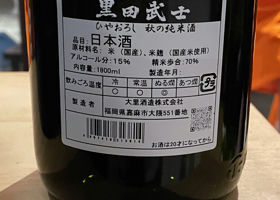 黒田武士
ひやおろし 秋の純米酒
品目:日本酒
原材料名:米(国産)、米麹(国産米使用)
アルコール分:15% 精米歩合:70%
内容量:1800ml 製造年月:
飲みごろ温度 冷 常温 ぬる燗 あつ燗
○ ○ ○
大里酒造株式会社
福岡県嘉麻市大隈551番地
お酒は20才になってから